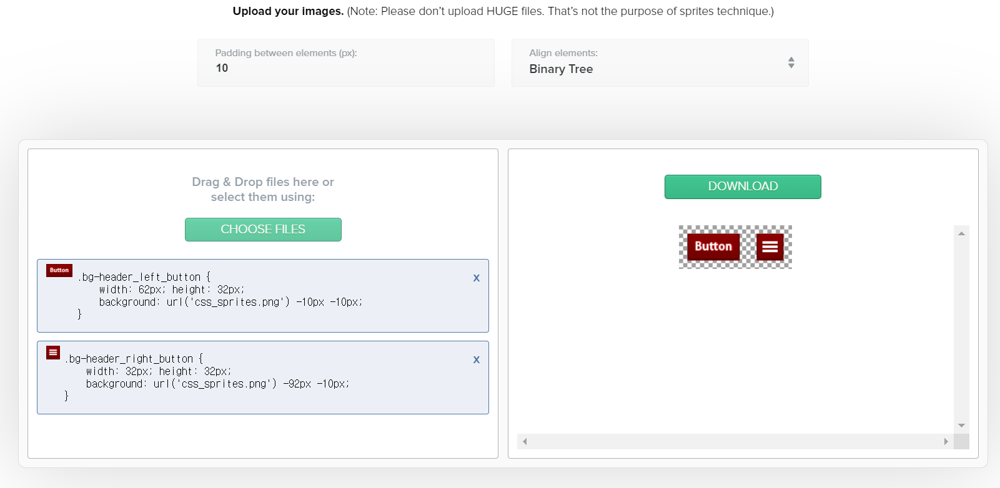 Upload your images. (Note: Please don’t upload HUGE files. That’s not the purpose of sprites technique.)
Padding between elements (px):
10
Align elements:
Binary Tree
Drag & Drop files here or
select them using:
CHOOSE FILES
Button
.bg-header_left_button {
    width: 62px; height: 32px;
    background: url('css_sprites.png') -10px -10px;
}
X
.bg-header_right_button {
    width: 32px; height: 32px;
    background: url('css_sprites.png') -92px -10px;
}
X
DOWNLOAD
Button